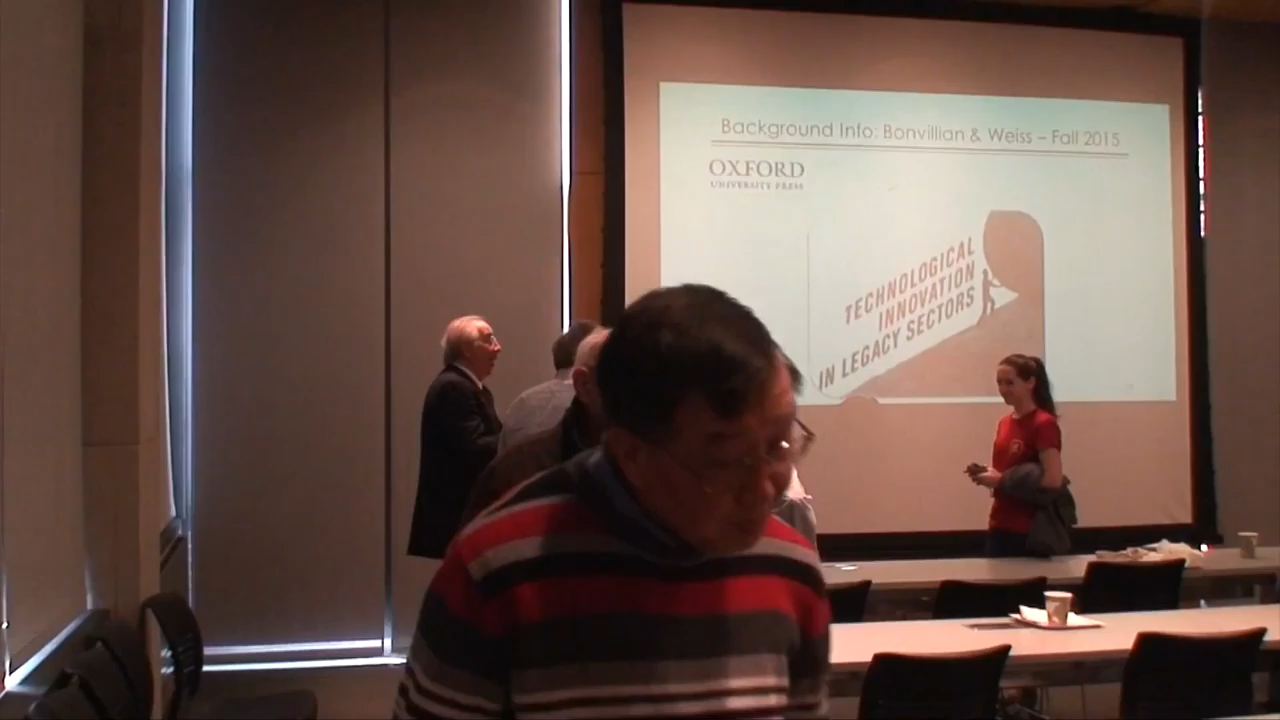 Background Info: Bonvillian & Weiss – Fall 2015
OXFORD
UNIVERSITY PRESS
TECHNOLOGICAL
INNOVATION
IN LEGACY SECTORS